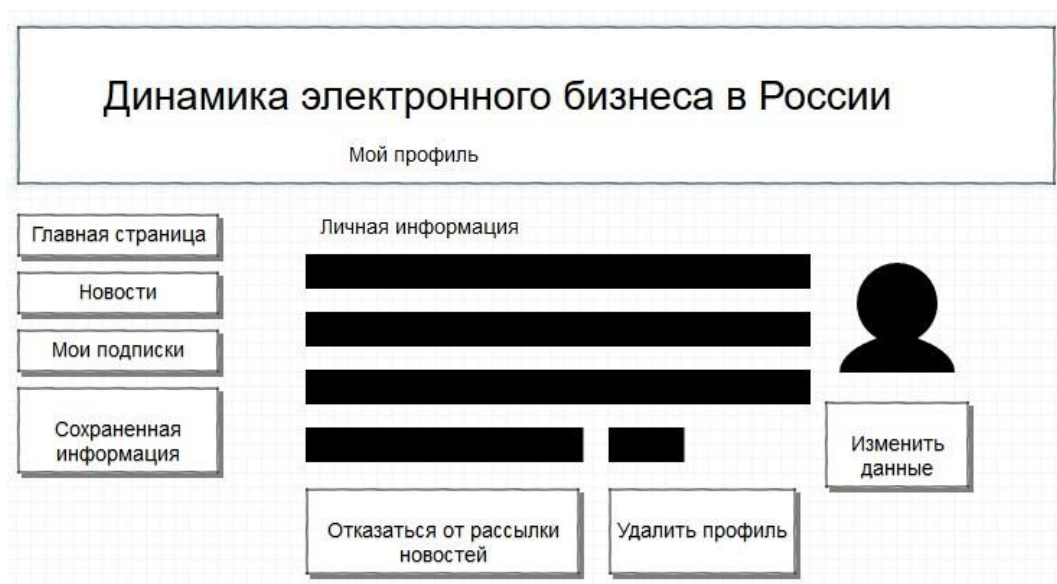 Динамика электронного бизнеса в России
Мой профиль
Главная страница
Новости
Мои подписки
Сохраненная
информация
Личная информация
Изменить
данные
Отказаться от рассылки
новостей
Удалить профиль